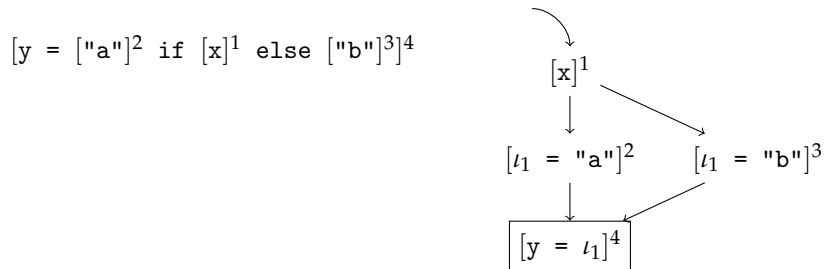 [y = ["a"]² if [x]¹ else ["b"]³]⁴
[x]¹
[ι₁ = "a"]² [ι₁ = "b"]³
[y = ι₁]⁴